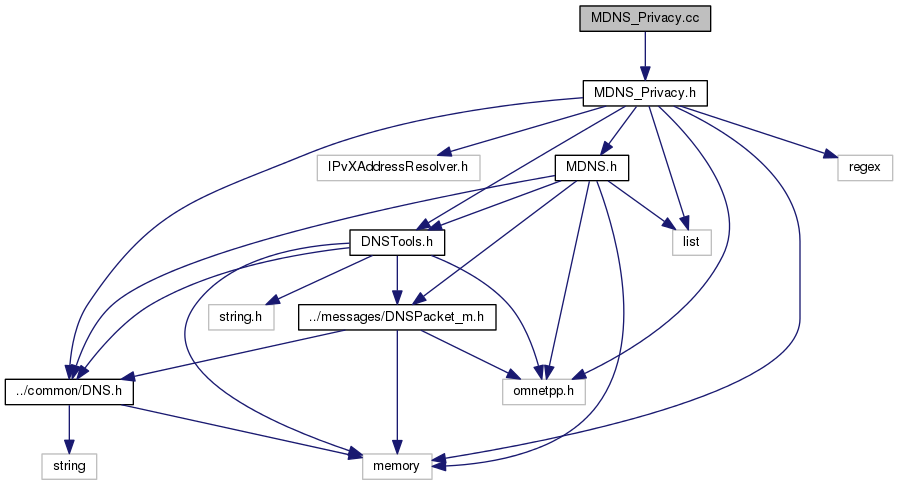 MDNS_Privacy.cc
MDNS_Privacy.h
IPvXAddressResolver.h
MDNS.h
regex
DNSTools.h
list
string.h
../messages/DNSPacket_m.h
../common/DNS.h
omnetpp.h
string
memory